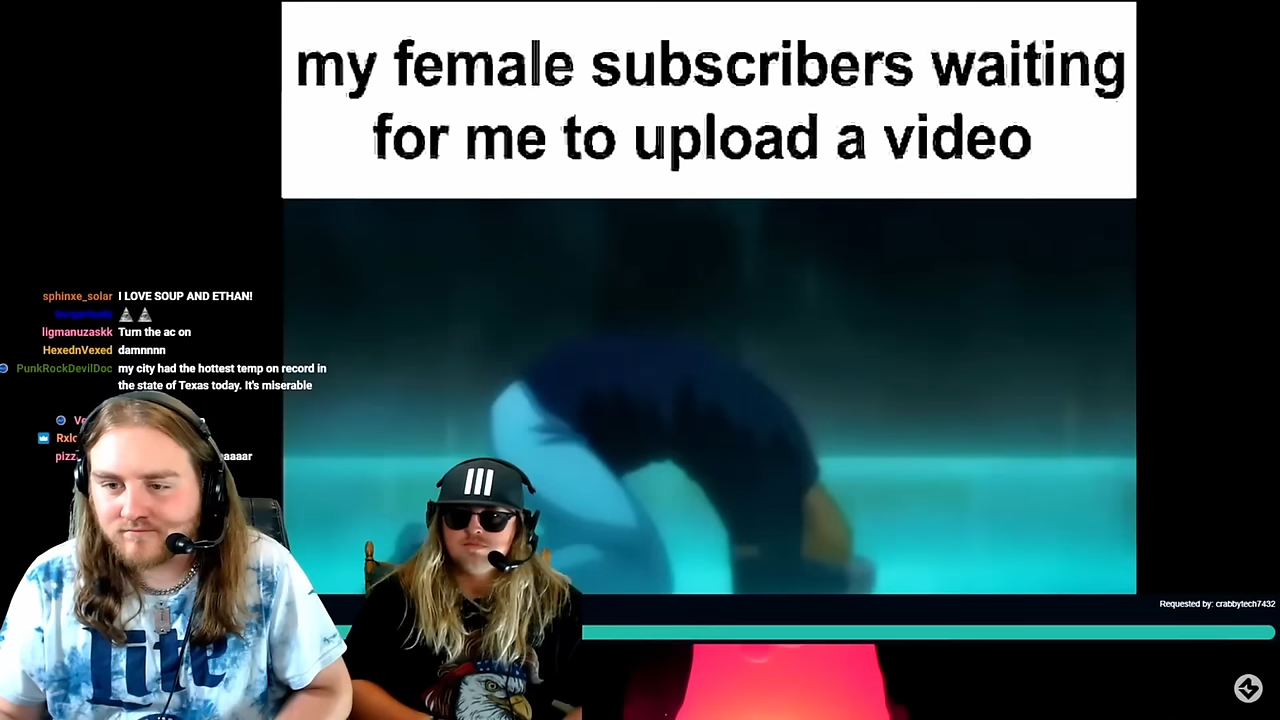 my female subscribers waiting
for me to upload a video
sphinxe_solar I LOVE SOUP AND ETHAN!
ligmanuzaskk Turn the ac on
HexednVexed damnnnn
PunkRockDevilDoc my city had the hottest temp on record in
the state of Texas today. It's miserable
Requested by: crabbytech7432
lite